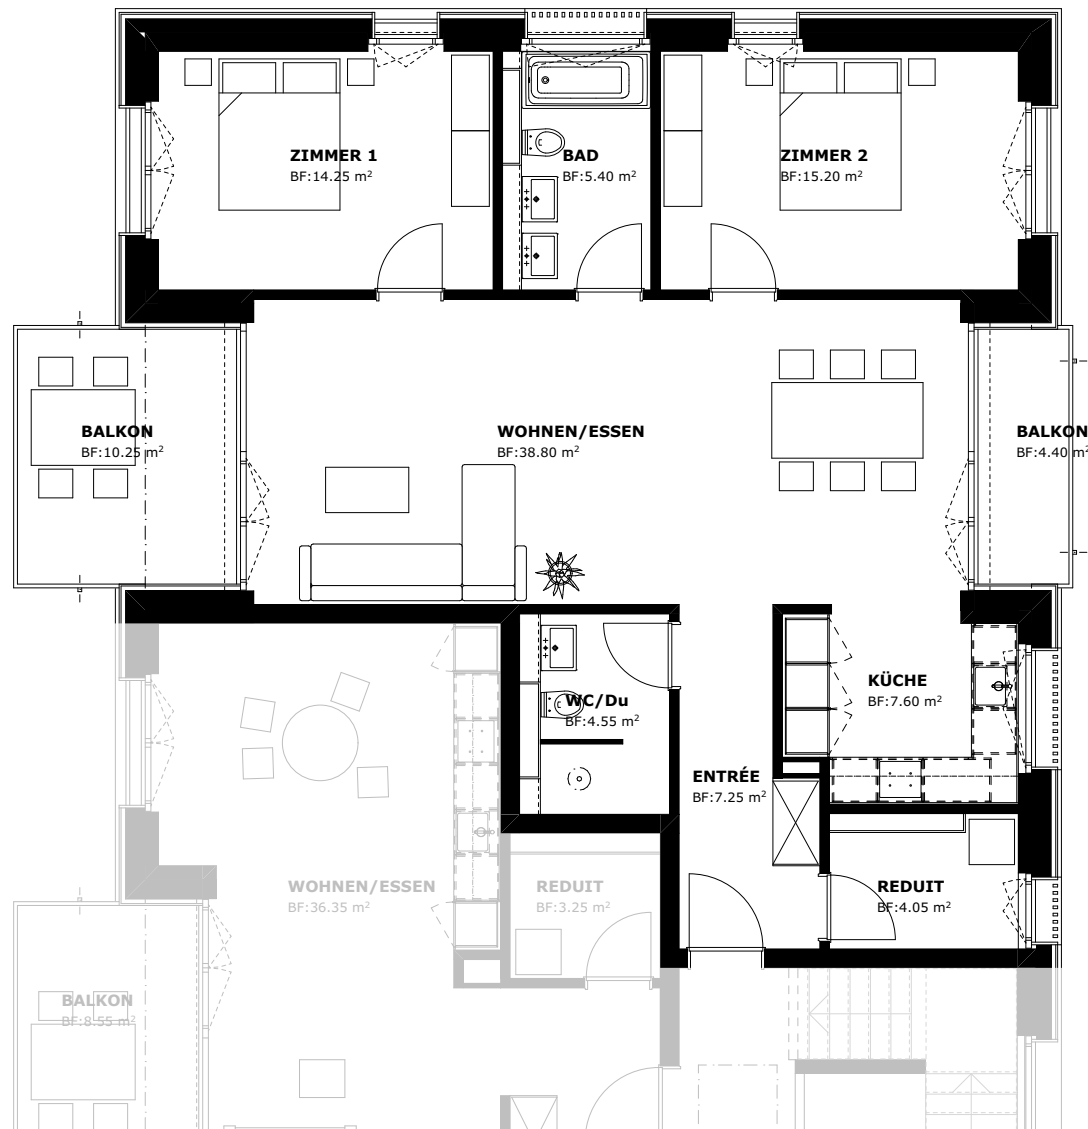 ZIMMER 1
BF:14.25 m²
BAD
BF:5.40 m²
ZIMMER 2
BF:15.20 m²
BALKON
BF:10.25 m²
WOHNEN/ESSEN
BF:38.80 m²
BALKON
BF:4.40 m²
WC/Du
BF:4.55 m²
KÜCHE
BF:7.60 m²
ENTRÉE
BF:7.25 m²
WOHNEN/ESSEN
BF:36.35 m²
REDUIT
BF:3.25 m²
REDUIT
BF:4.05 m²
BALKON
BF:8.55 m²